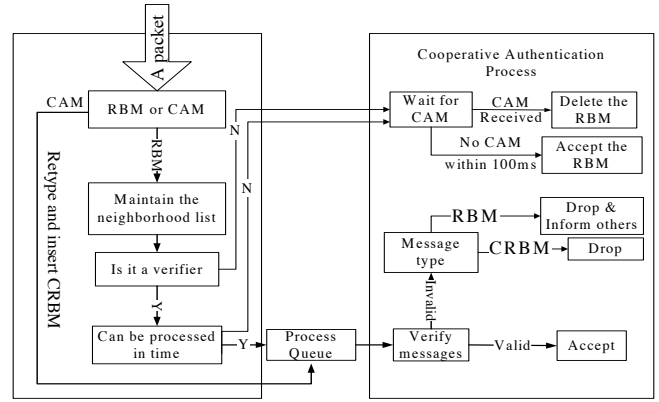 A packet
CAM
RBM or CAM
N
RBM
N
Retype and insert CRBM
Maintain the
neighborhood list
Is it a verifier
Y
Can be processed
in time
Y
Process
Queue
Cooperative Authentication
Process
Wait for
CAM
CAM
Received
Delete the
RBM
No CAM
within 100ms
Accept the
RBM
Message
type
RBM
Drop &
Inform others
CRBM
Drop
Invalid
Verify
messages
Valid
Accept